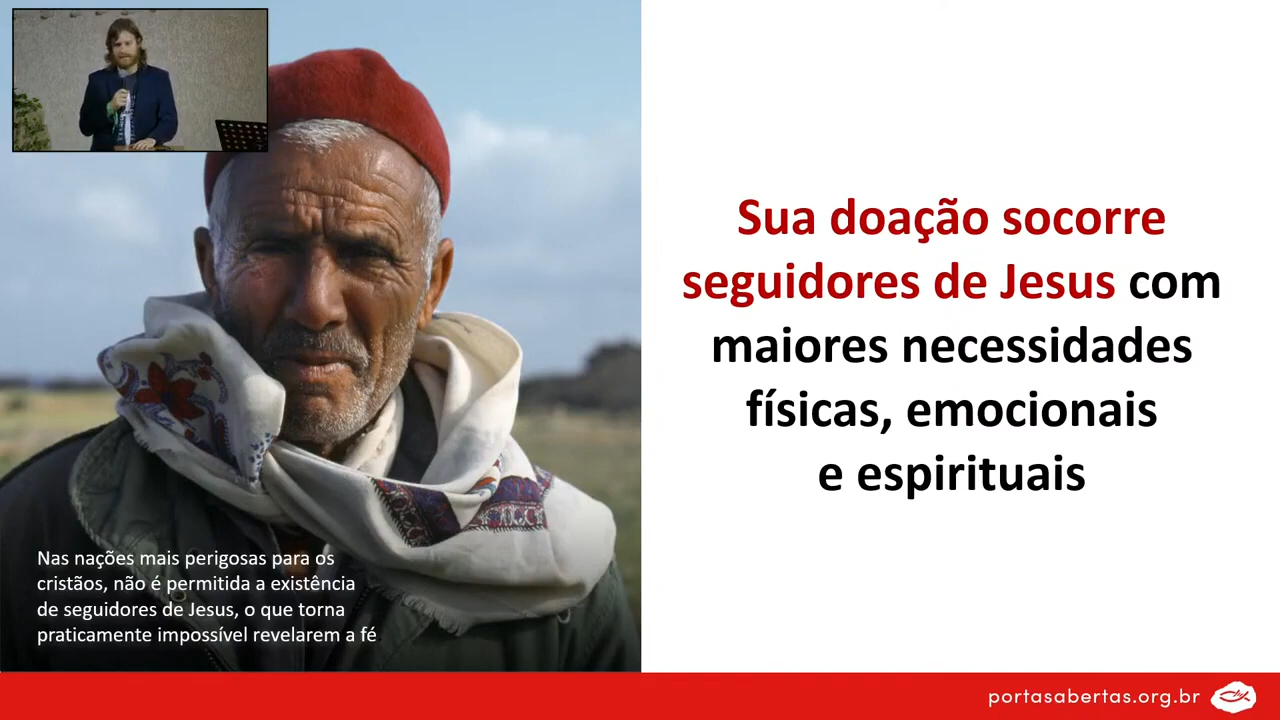 Sua doação socorre
seguidores de Jesus com
maiores necessidades
físicas, emocionais
e espirituais
Nas nações mais perigosas para os
cristãos, não é permitida a existência
de seguidores de Jesus, o que torna
praticamente impossível revelarem a fé
portasabertas.org.br